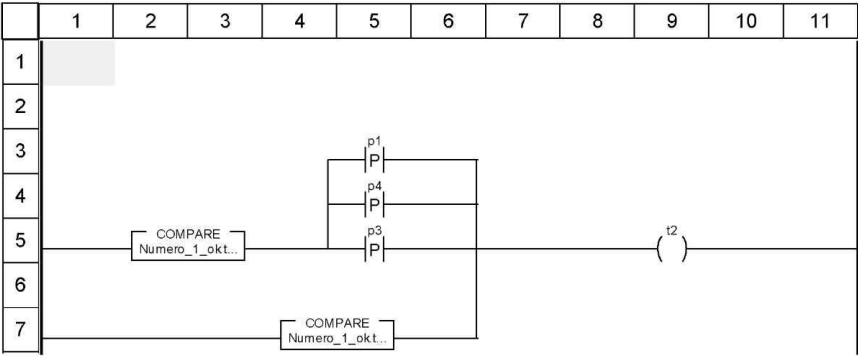 1 2 3 4 5 6 7 8 9 10 11
1
2
3
p1
P
4
p4
P
5
COMPARE
Numero_1_okt...
p3
P
t2
6
7
COMPARE
Numero_1_okt...